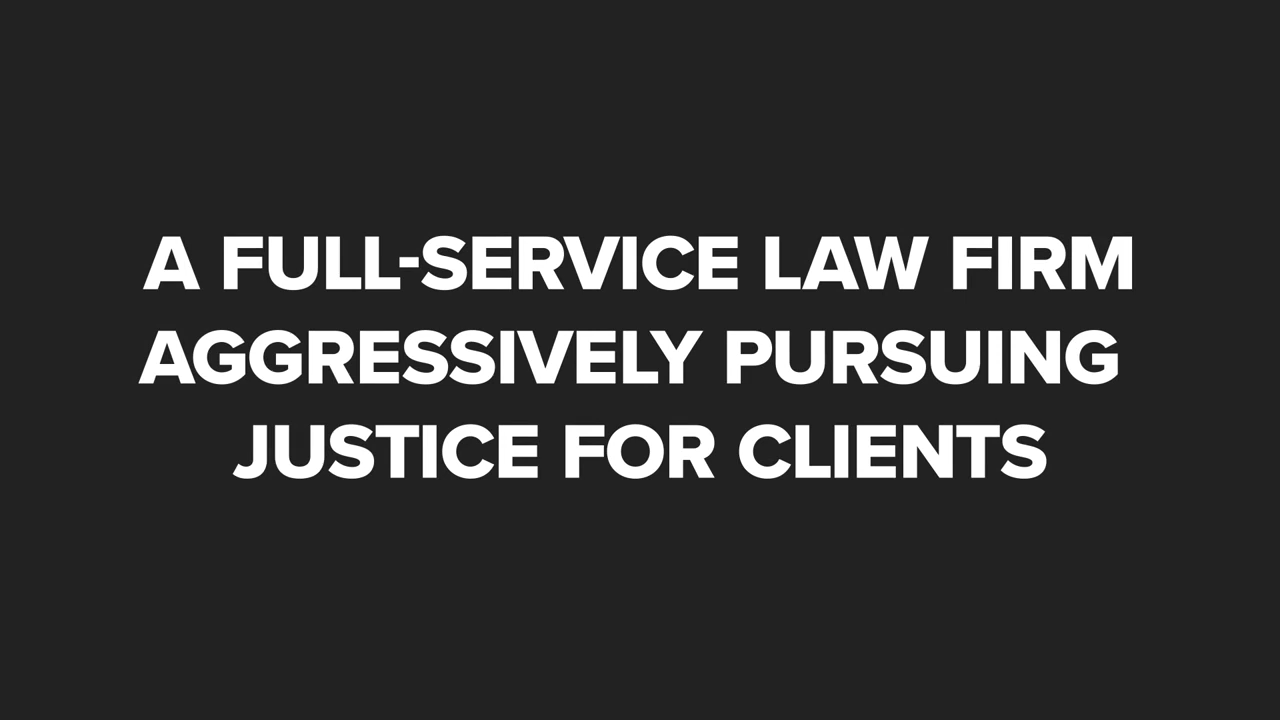 A FULL-SERVICE LAW FIRM
AGGRESSIVELY PURSUING
JUSTICE FOR CLIENTS